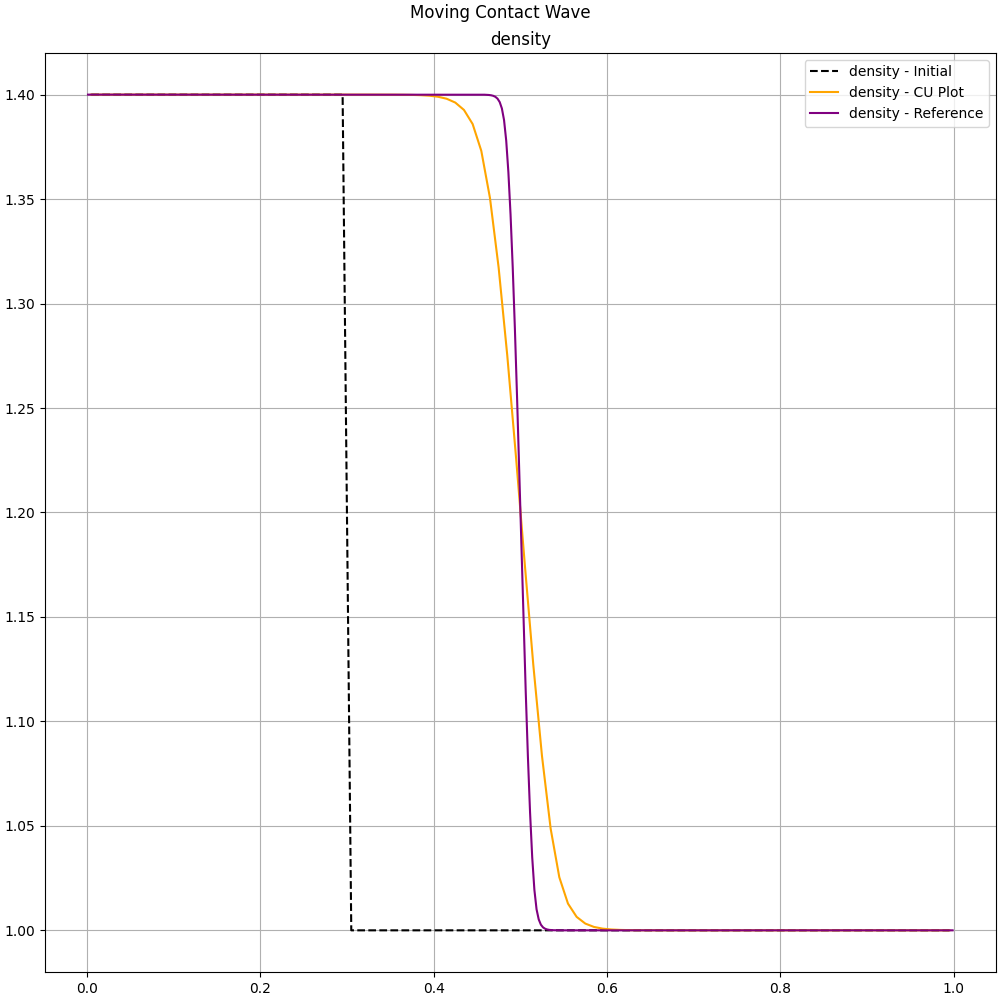 Moving Contact Wave
density
density - Initial
density - CU Plot
density - Reference
1.40
1.35
1.30
1.25
1.20
1.15
1.10
1.05
1.00
0.0 0.2 0.4 0.6 0.8 1.0